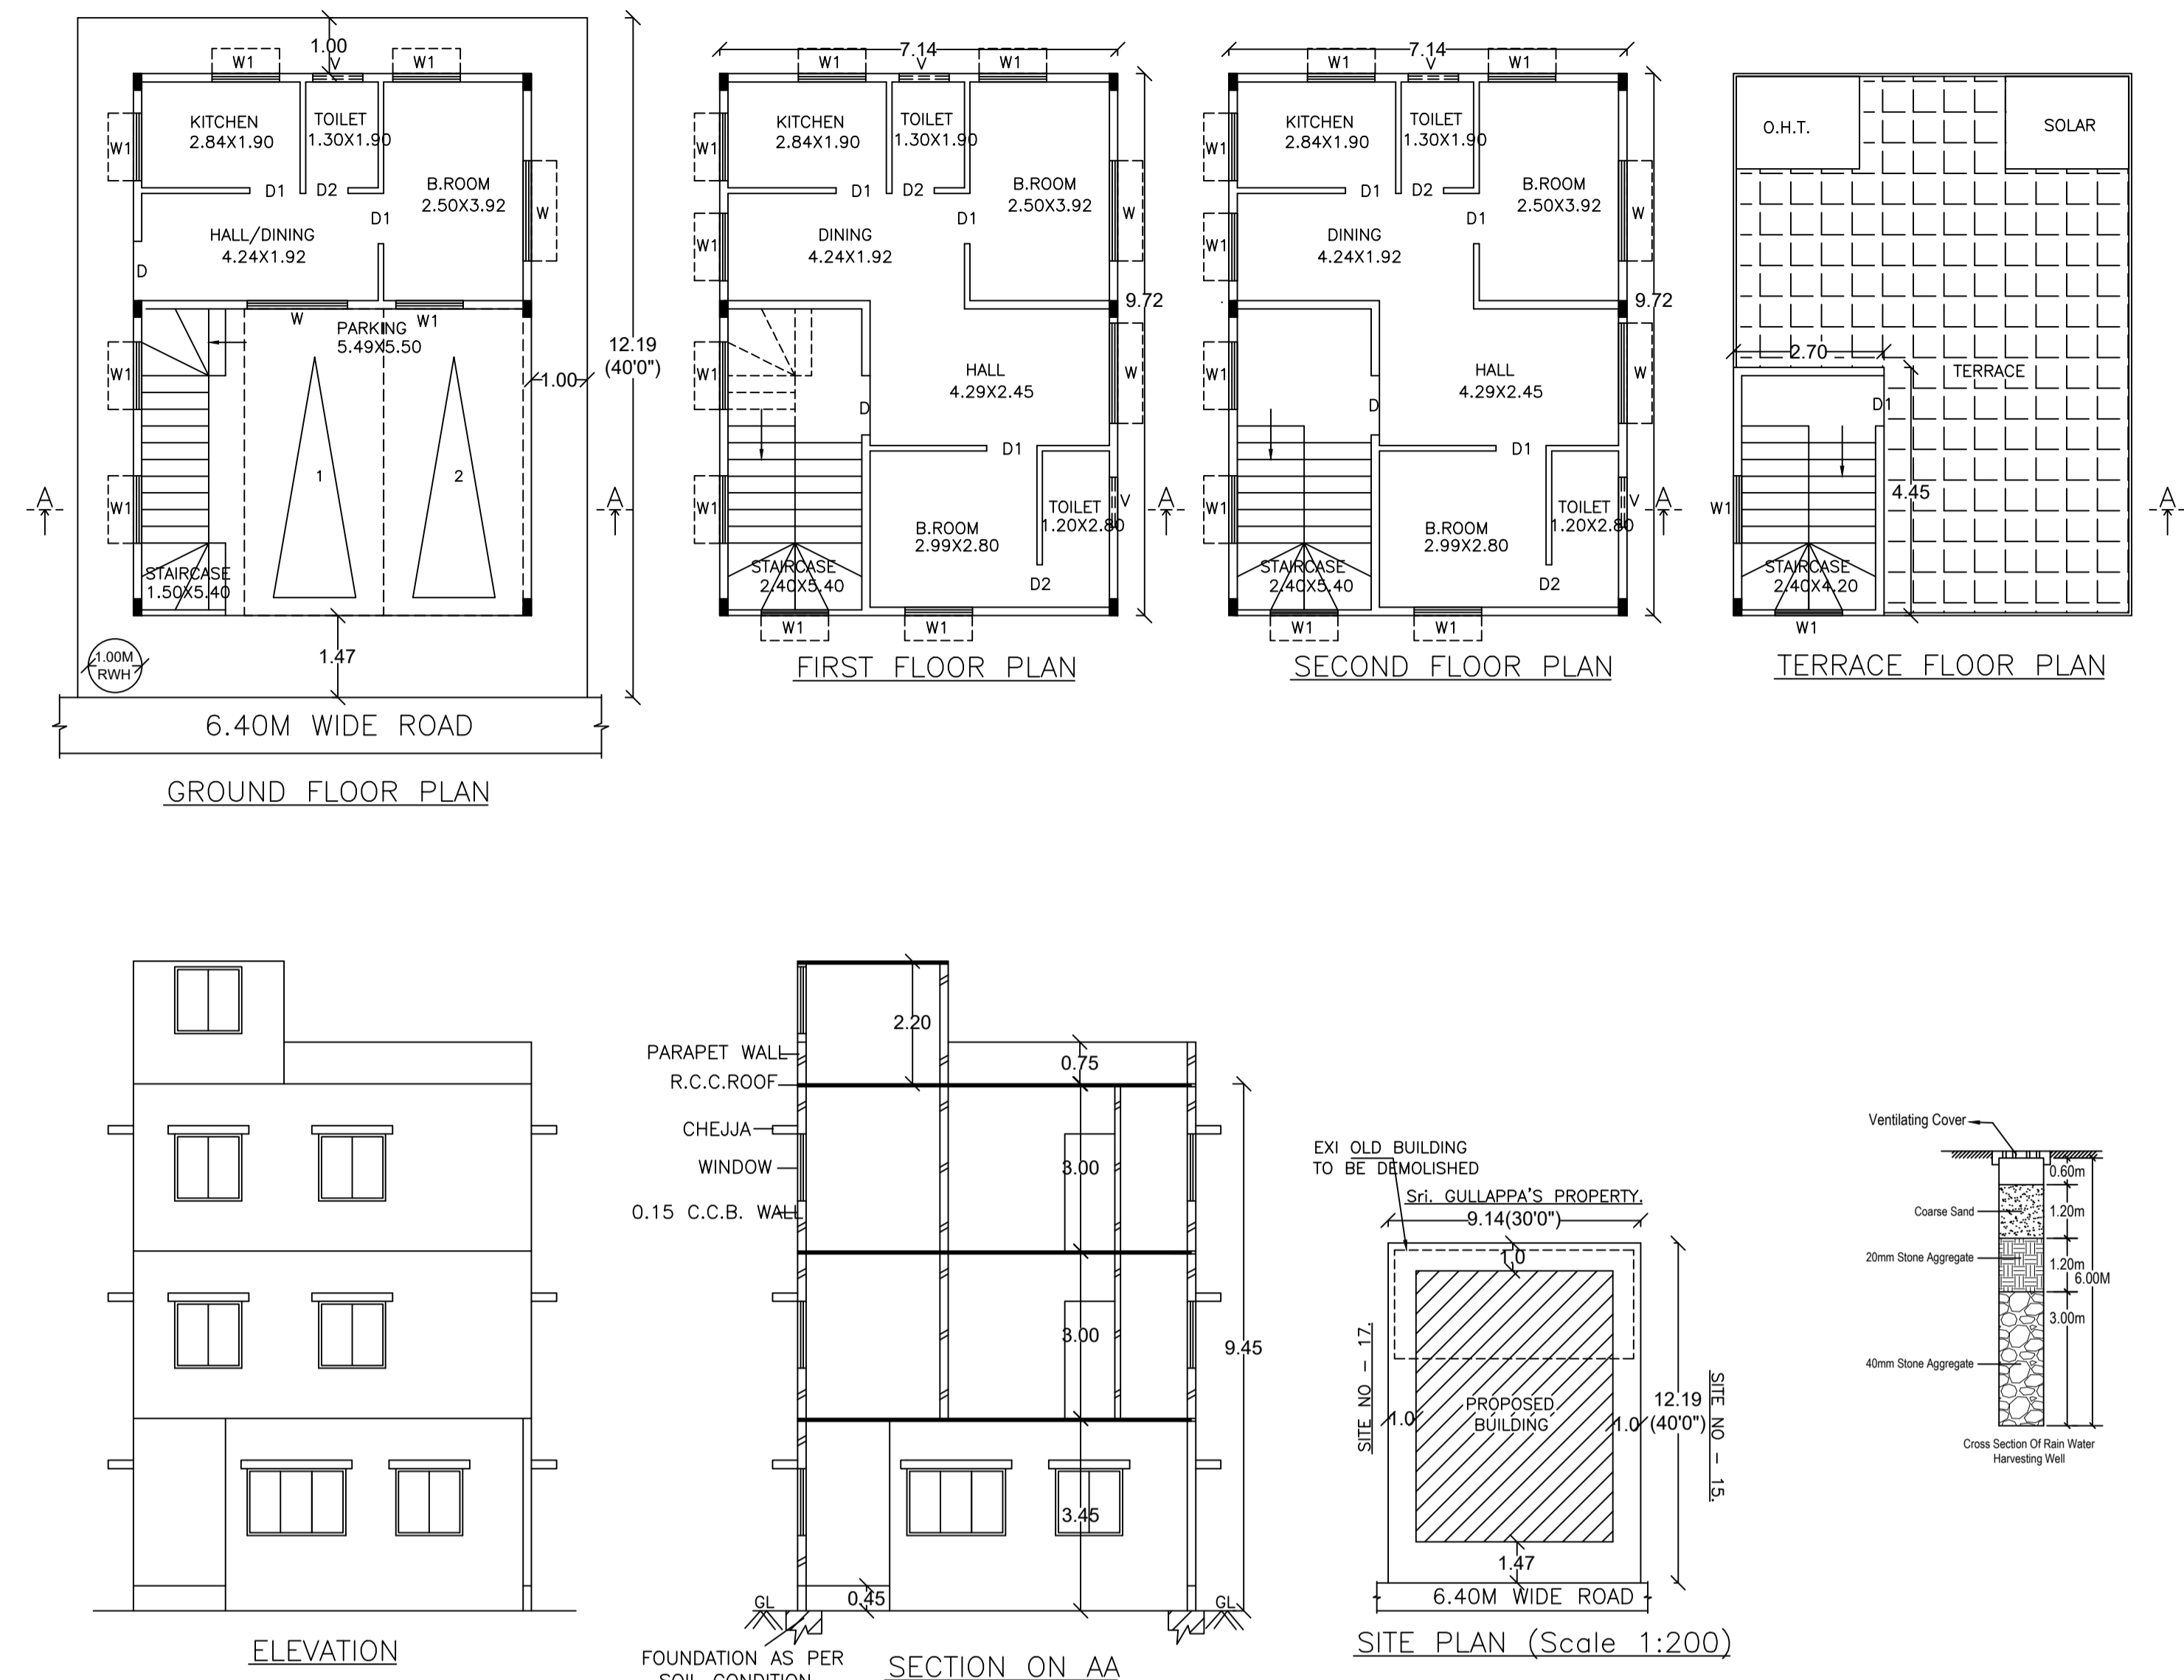 1.00
W1
V
W1
KITCHEN
2.84X1.90
TOILET
1.30X1.90
W1
B.ROOM
2.50X3.92
W
D1
D2
D1
HALL/DINING
4.24X1.92
D
W
W1
PARKING
5.49X5.50
12.19
(40'0")
1.00
W1
1
2
A
A
W1
STAIRCASE
1.50X5.40
1.47
1.00M
RWH
6.40M WIDE ROAD
GROUND FLOOR PLAN
7.14
W1
V
W1
KITCHEN
2.84X1.90
TOILET
1.30X1.90
W1
B.ROOM
2.50X3.92
W
D1
D2
D1
W1
DINING
4.24X1.92
9.72
W1
HALL
4.29X2.45
W
D
D1
W1
TOILET
1.20X2.80
V
A
B.ROOM
2.99X2.80
STAIRCASE
2.40X5.40
D2
W1
W1
FIRST FLOOR PLAN
7.14
W1
V
W1
KITCHEN
2.84X1.90
TOILET
1.30X1.90
W1
B.ROOM
2.50X3.92
W
D1
D2
D1
W1
DINING
4.24X1.92
9.72
W1
HALL
4.29X2.45
W
D
D1
W1
TOILET
1.20X2.80
V
A
B.ROOM
2.99X2.80
STAIRCASE
2.40X5.40
D2
W1
W1
SECOND FLOOR PLAN
O.H.T.
SOLAR
2.70
TERRACE
D1
4.45
W1
A
STAIRCASE
2.40X4.20
W1
TERRACE FLOOR PLAN
ELEVATION
2.20
PARAPET WALL
0.75
R.C.C.ROOF
CHEJJA
WINDOW
3.00
0.15 C.C.B. WALL
3.00
9.45
3.45
0.45
GL
GL
FOUNDATION AS PER
SOIL CONDITION
SECTION ON AA
EXI OLD BUILDING
TO BE DEMOLISHED
Sri. GULLAPPA'S PROPERTY.
9.14(30'0")
1.0
SITE NO - 17.
PROPOSED
BUILDING
1.0
1.0
12.19
(40'0")
SITE NO - 15.
1.47
6.40M WIDE ROAD
SITE PLAN (Scale 1:200)
Ventilating Cover
0.60m
Coarse Sand
1.20m
20mm Stone Aggregate
1.20m
6.00M
3.00m
40mm Stone Aggregate
Cross Section Of Rain Water
Harvesting Well